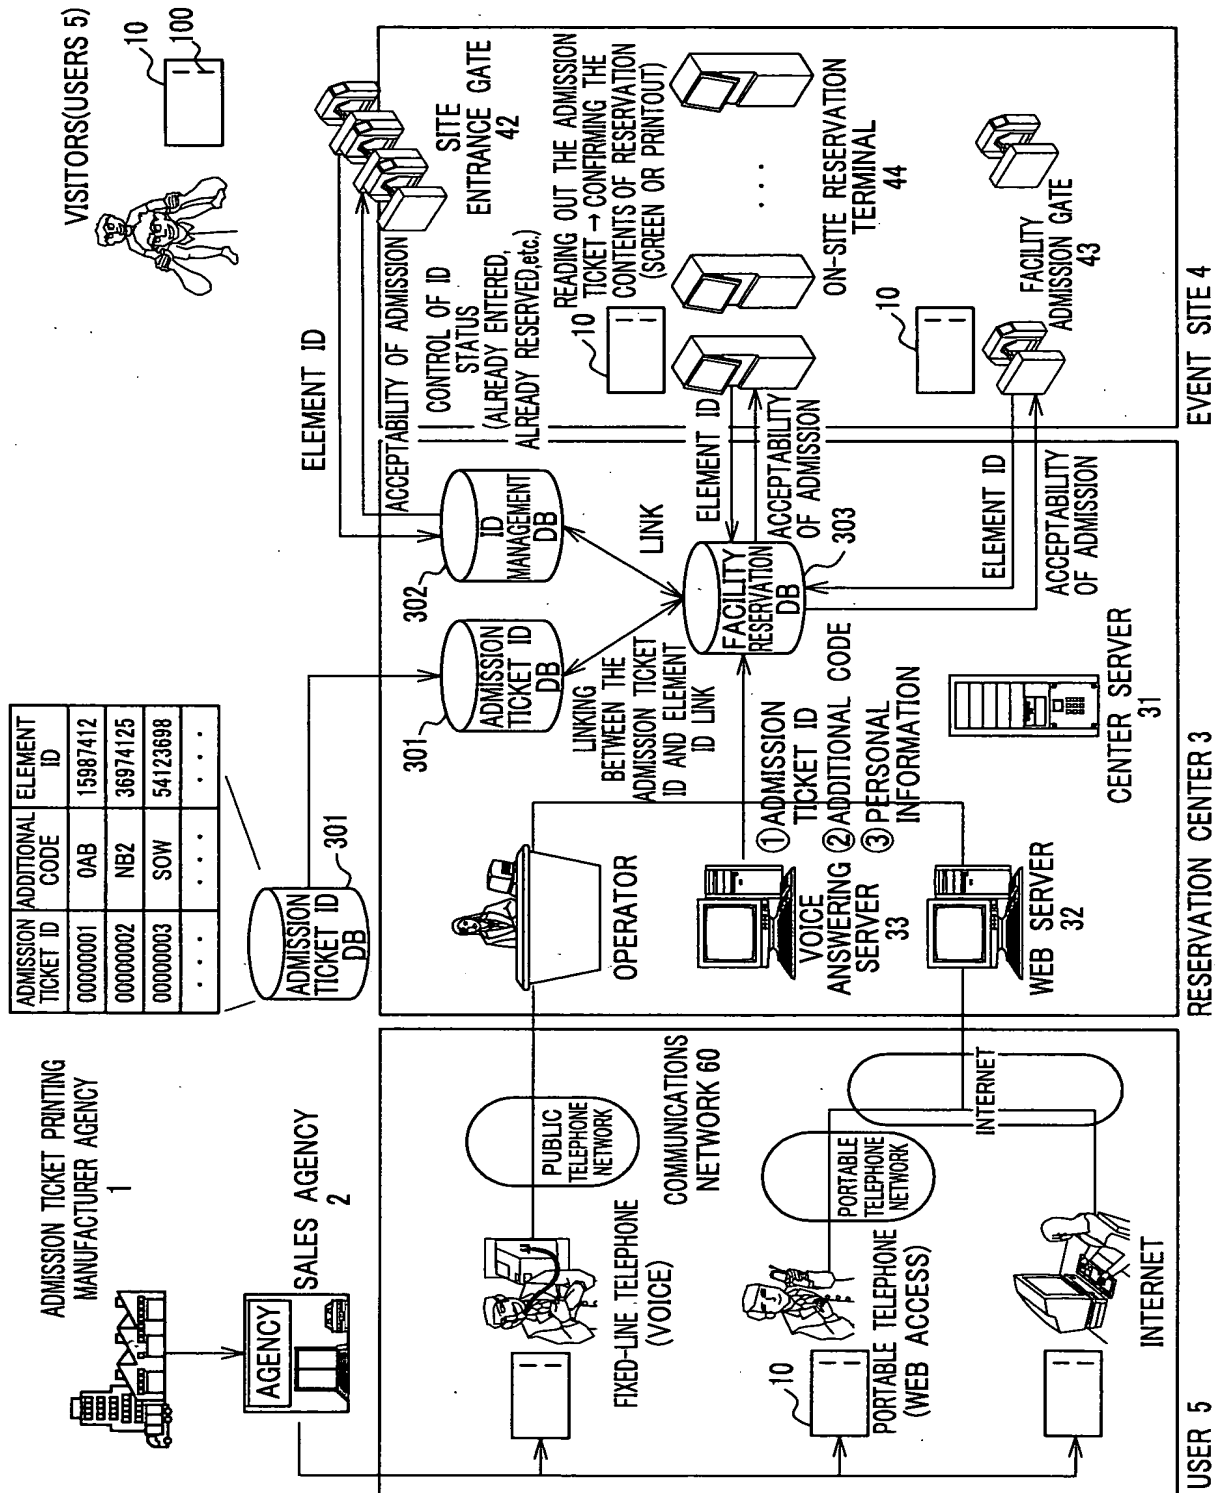 ADMISSION TICKET PRINTING
MANUFACTURER AGENCY
1
AGENCY
SALES AGENCY
2
ADMISSION
TICKET ID
ADDITIONAL
CODE
ELEMENT
ID
00000001
0AB
15987412
00000002
NB2
36974125
00000003
SOW
54123698
. . .
. . .
. . .
ADMISSION
TICKET ID
DB
301
VISITORS(USERS 5)
10
100
ELEMENT ID
USER 5
FIXED-LINE TELEPHONE
(VOICE)
10
PORTABLE TELEPHONE
(WEB ACCESS)
INTERNET
PUBLIC
TELEPHONE
NETWORK
COMMUNICATIONS
NETWORK 60
PORTABLE
TELEPHONE
NETWORK
INTERNET
RESERVATION CENTER 3
OPERATOR
VOICE
ANSWERING
SERVER
33
WEB SERVER
32
①ADMISSION
TICKET ID
②ADDITIONAL CODE
③PERSONAL
INFORMATION
CENTER SERVER
31
301
ADMISSION
TICKET ID
DB
302
ID
MANAGEMENT
DB
LINKING
BETWEEN THE
ADMISSION TICKET
ID AND ELEMENT
ID LINK
LINK
FACILITY
RESERVATION
DB
303
ELEMENT ID
ACCEPTABILITY
OF ADMISSION
ELEMENT ID
ACCEPTABILITY
OF ADMISSION
EVENT SITE 4
ACCEPTABILITY OF ADMISSION
CONTROL OF ID
STATUS
(ALREADY ENTERED,
ALREADY RESERVED,etc.)
SITE
ENTRANCE GATE
42
READING OUT THE ADMISSION
TICKET → CONFIRMING THE
CONTENTS OF RESERVATION
(SCREEN OR PRINTOUT)
10
. . .
ON-SITE RESERVATION
TERMINAL
44
10
FACILITY
ADMISSION GATE
43